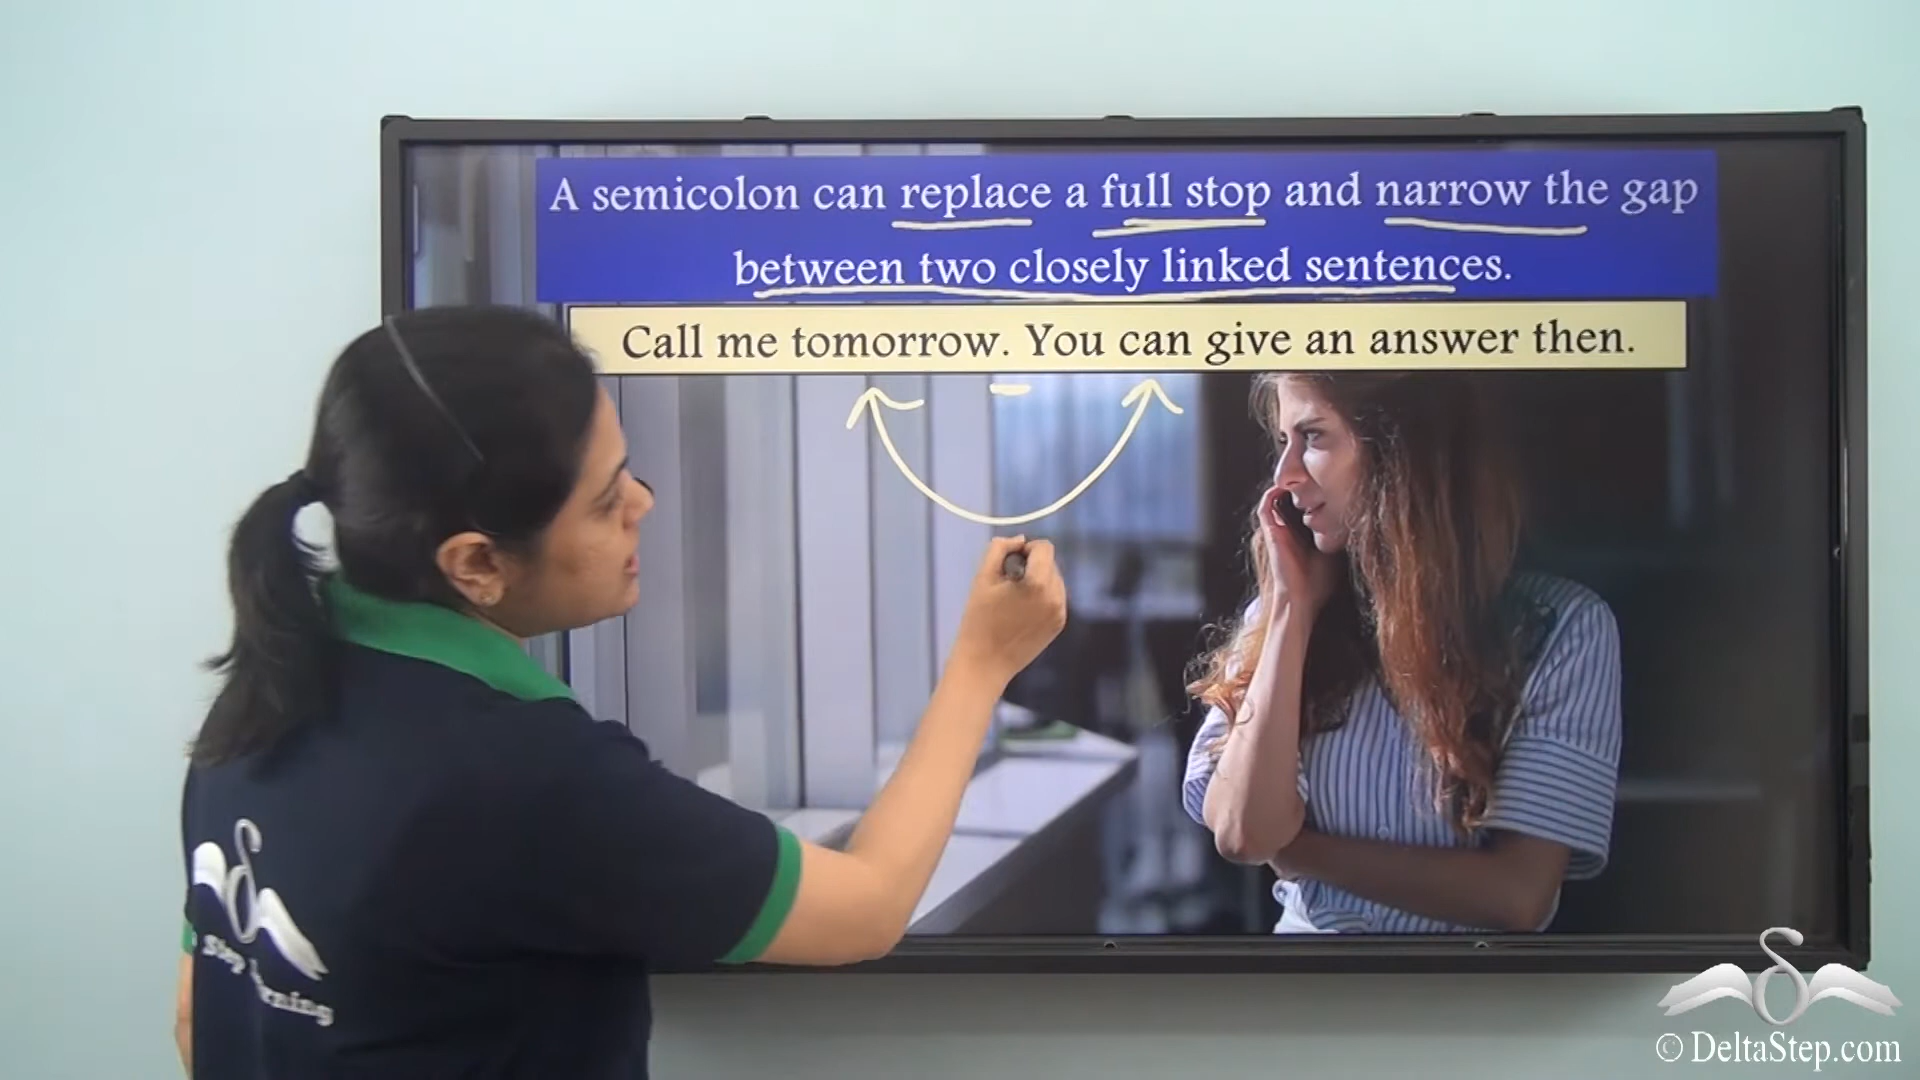 A semicolon can replace a full stop and narrow the gap
between two closely linked sentences.
Call me tomorrow. You can give an answer then.
© DeltaStep.com